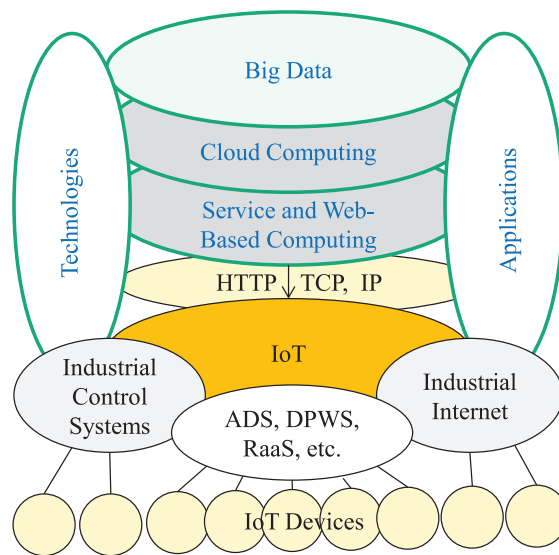 Big Data
Cloud Computing
Service and Web-
Based Computing
Technologies
Applications
HTTP TCP, IP
IoT
Industrial
Control
Systems
Industrial
Internet
ADS, DPWS,
RaaS, etc.
IoT Devices